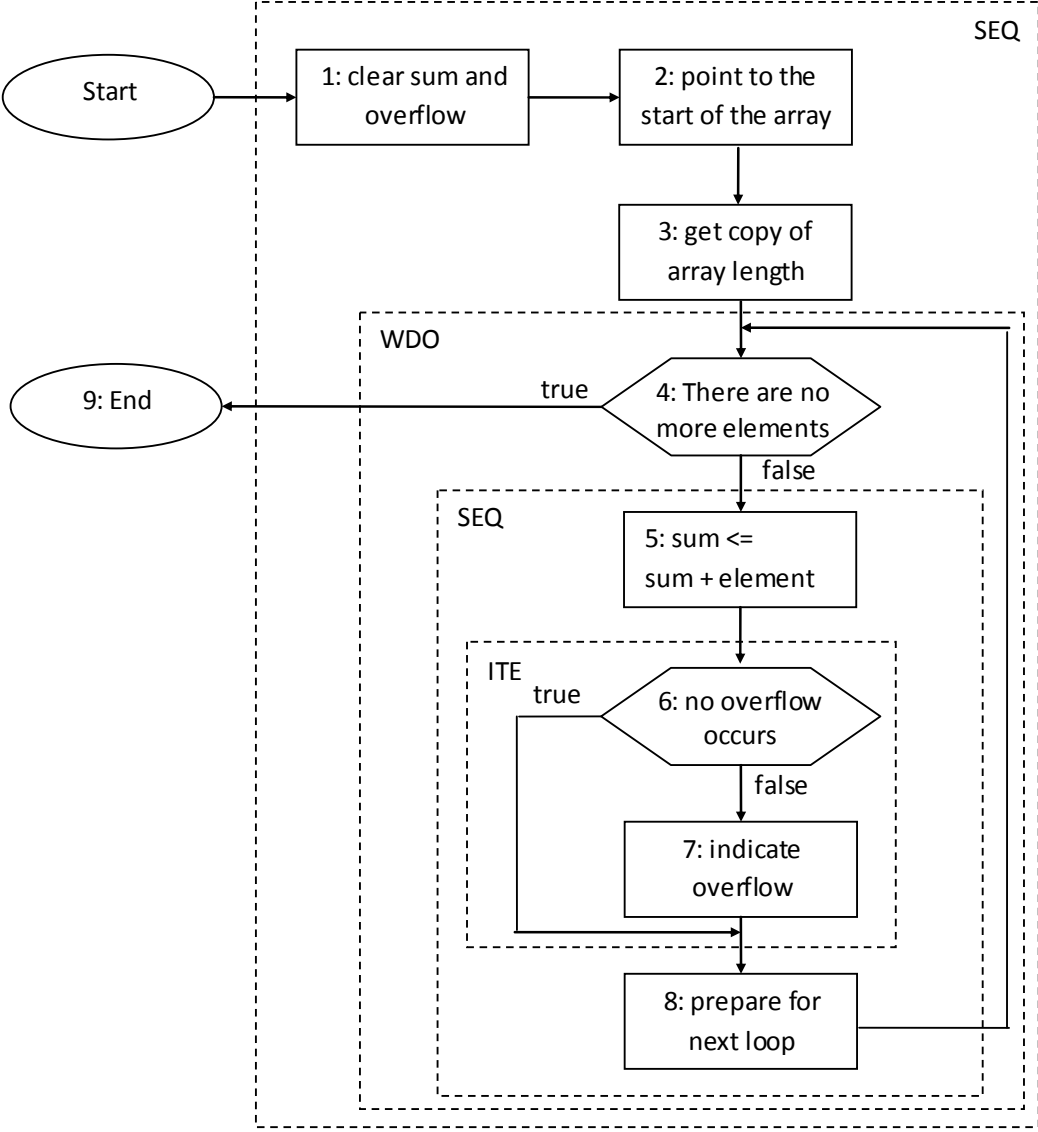 SEQ
Start
1: clear sum and
overflow
2: point to the
start of the array
3: get copy of
array length
WDO
9: End
true
4: There are no
more elements
false
SEQ
5: sum <=
sum + element
ITE
true
6: no overflow
occurs
false
7: indicate
overflow
8: prepare for
next loop